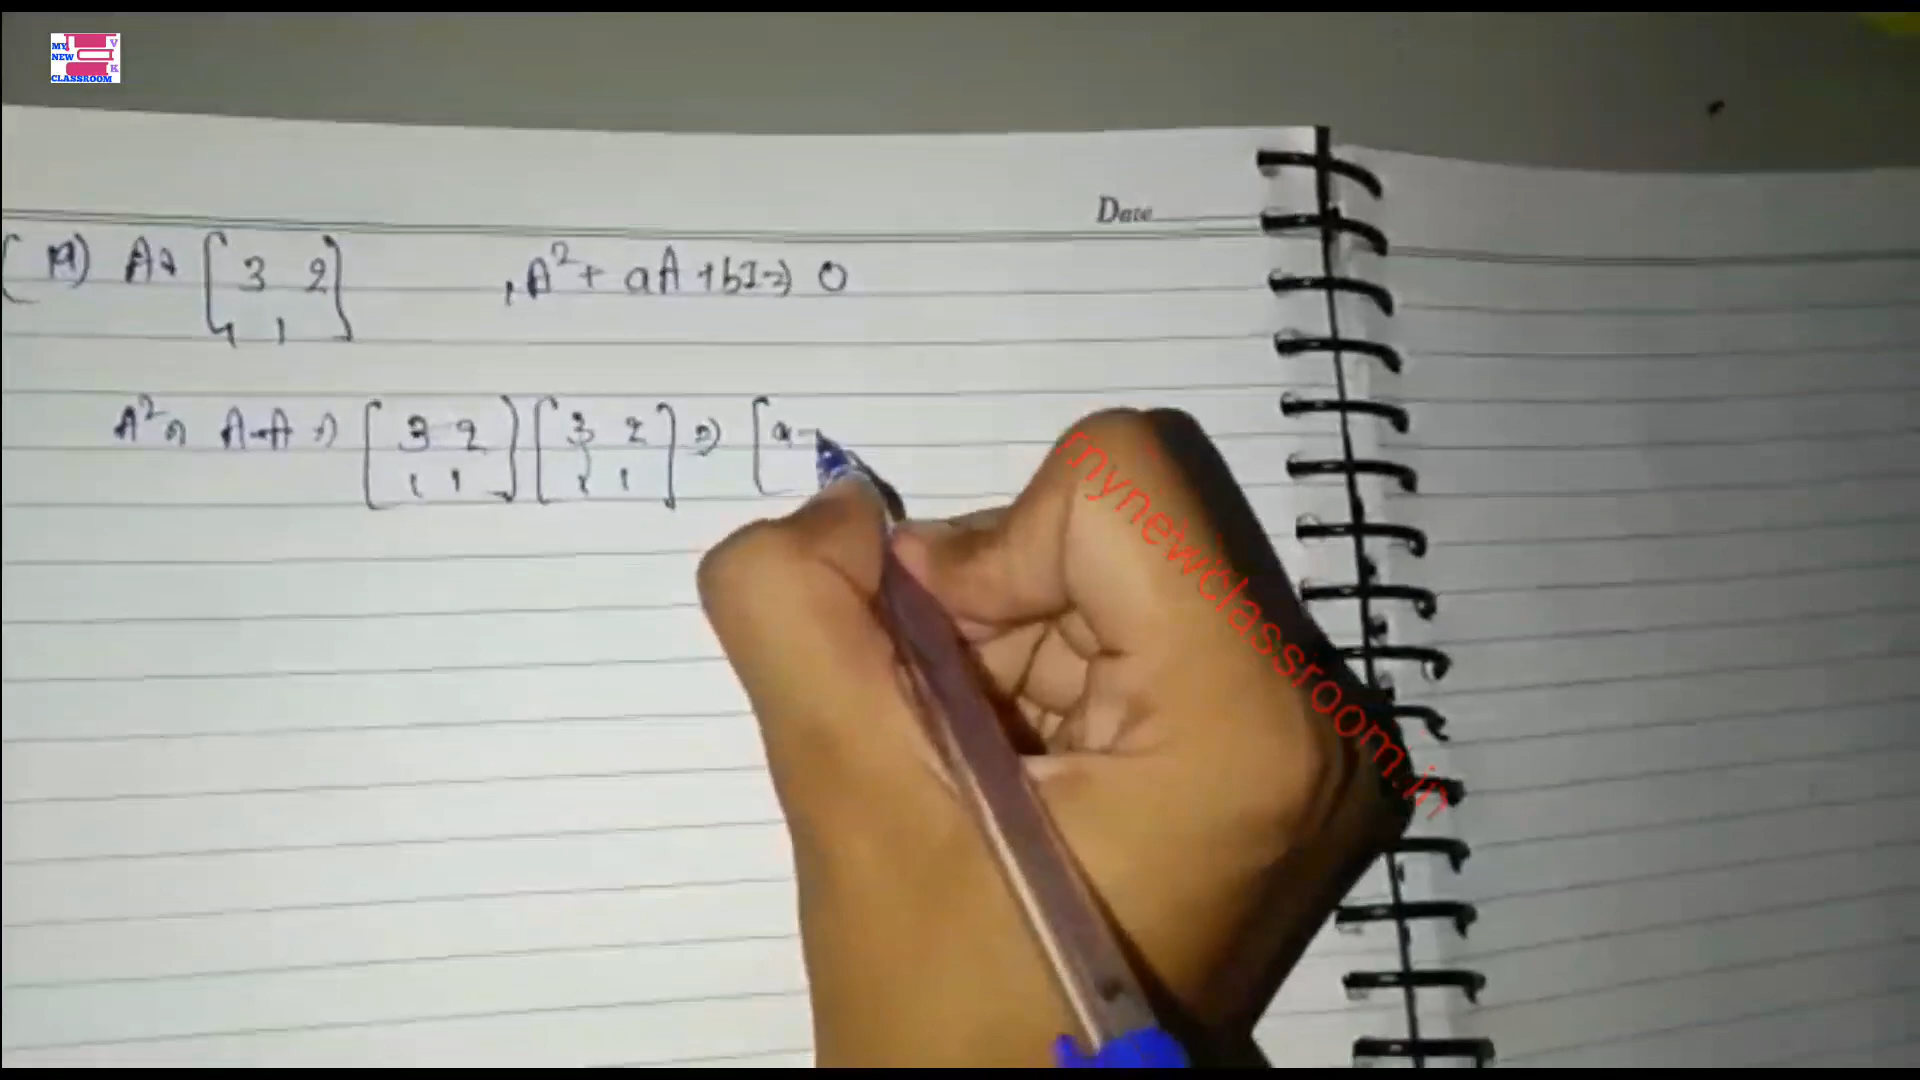 MY
NEW
CLASSROOM
V
K
Date
A ⇒ [3 2 , A² + aA + bI ⇒ 0
1 1]
A² ⇒ A·A ⇒ [3 2] [3 2] ⇒ [9
1 1 1 1
mynewclassroom.in